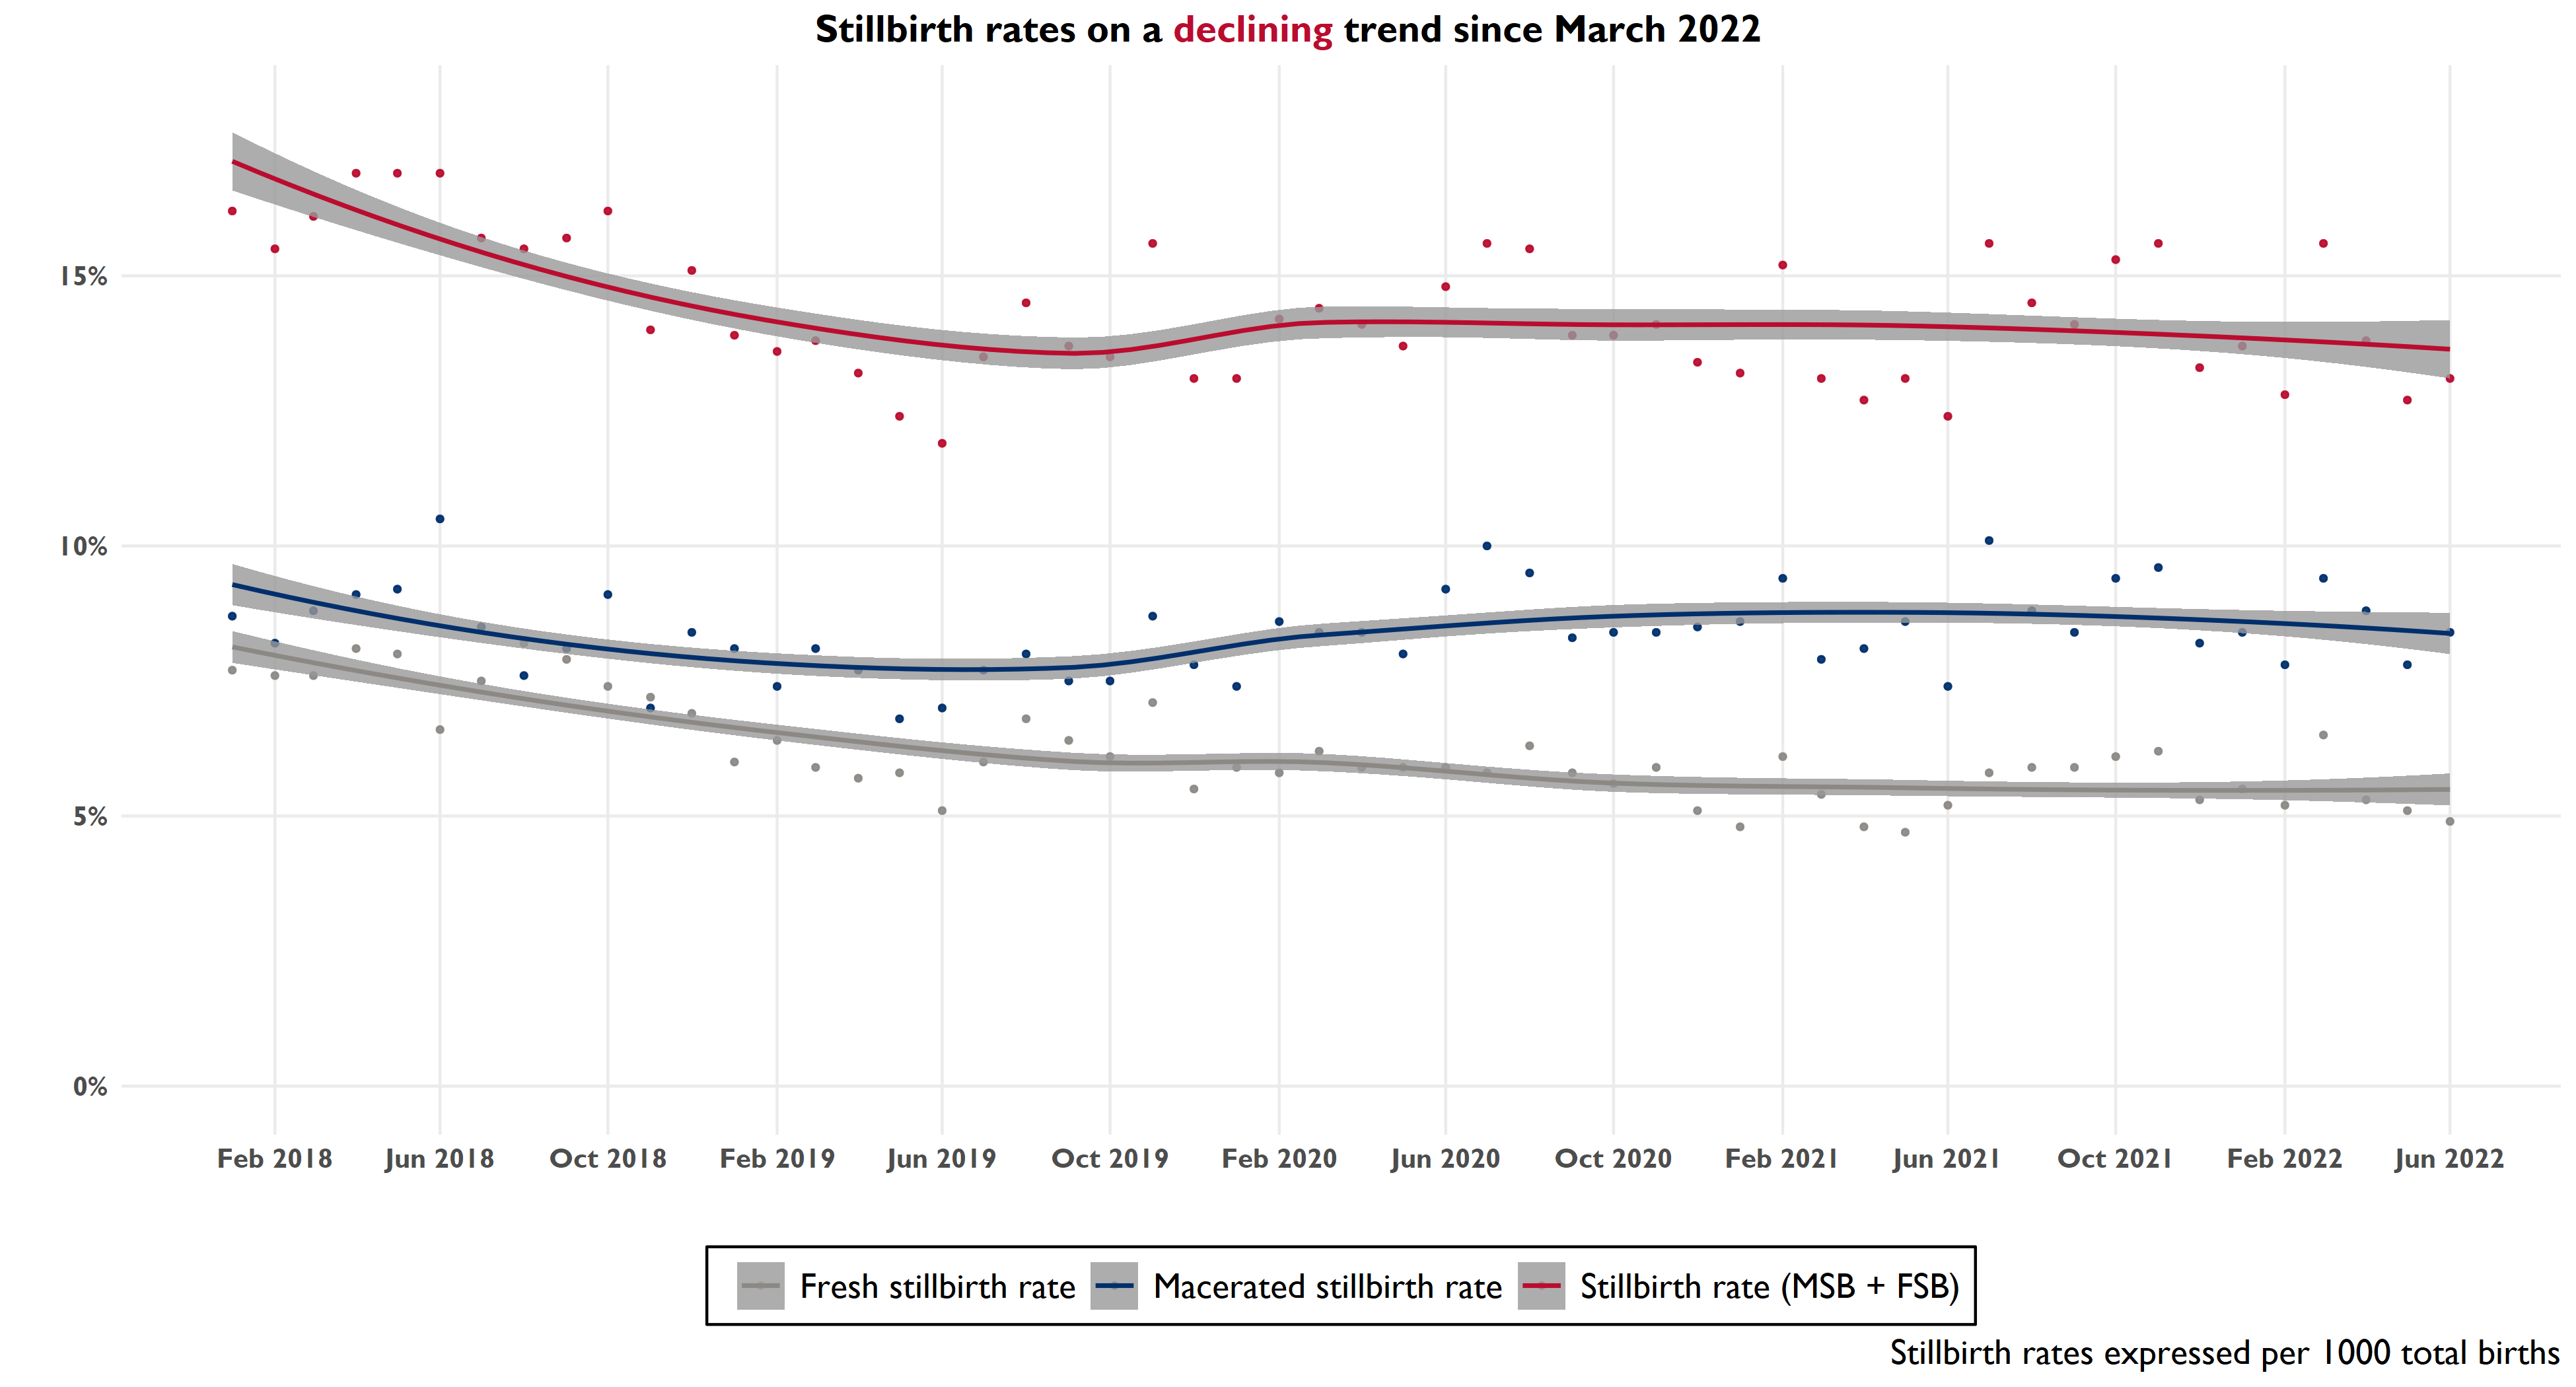 Stillbirth rates on a declining trend since March 2022
15%
10%
5%
0%
Feb 2018 Jun 2018 Oct 2018 Feb 2019 Jun 2019 Oct 2019 Feb 2020 Jun 2020 Oct 2020 Feb 2021 Jun 2021 Oct 2021 Feb 2022 Jun 2022
Fresh stillbirth rate Macerated stillbirth rate Stillbirth rate (MSB + FSB)
Stillbirth rates expressed per 1000 total births